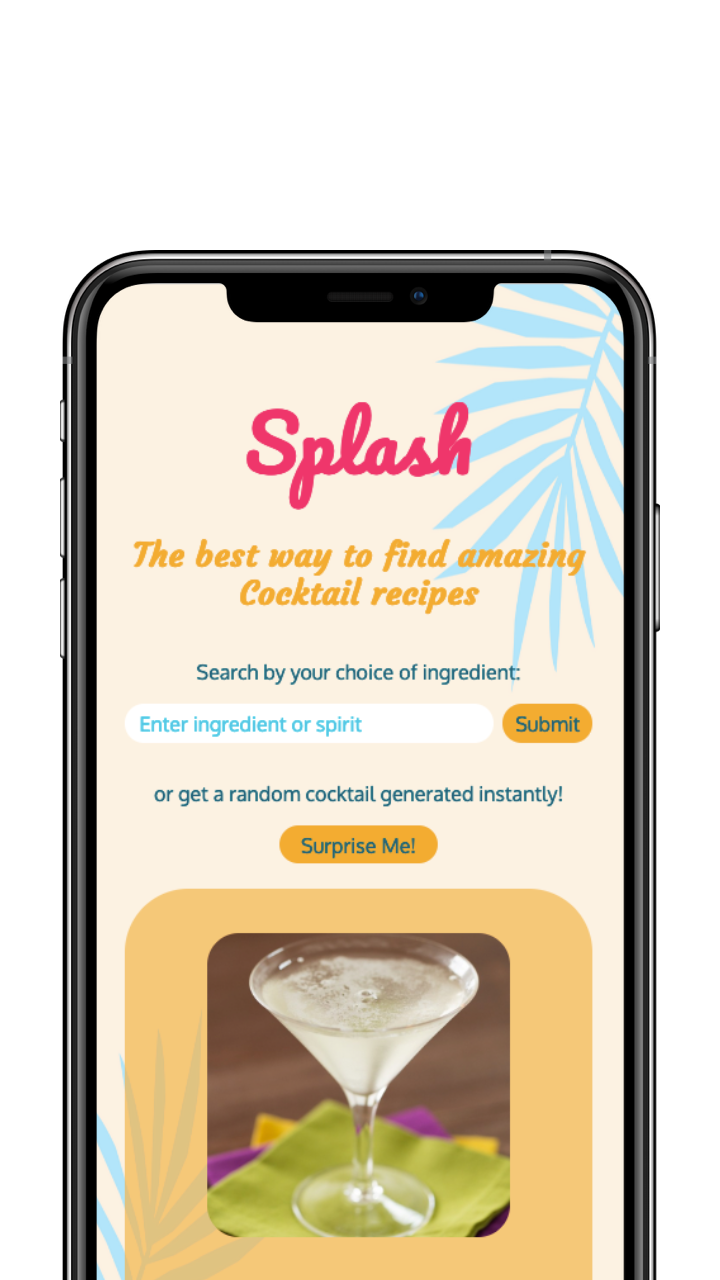 Splash
The best way to find amazing
Cocktail recipes
Search by your choice of ingredient:
Enter ingredient or spirit
Submit
or get a random cocktail generated instantly!
Surprise Me!